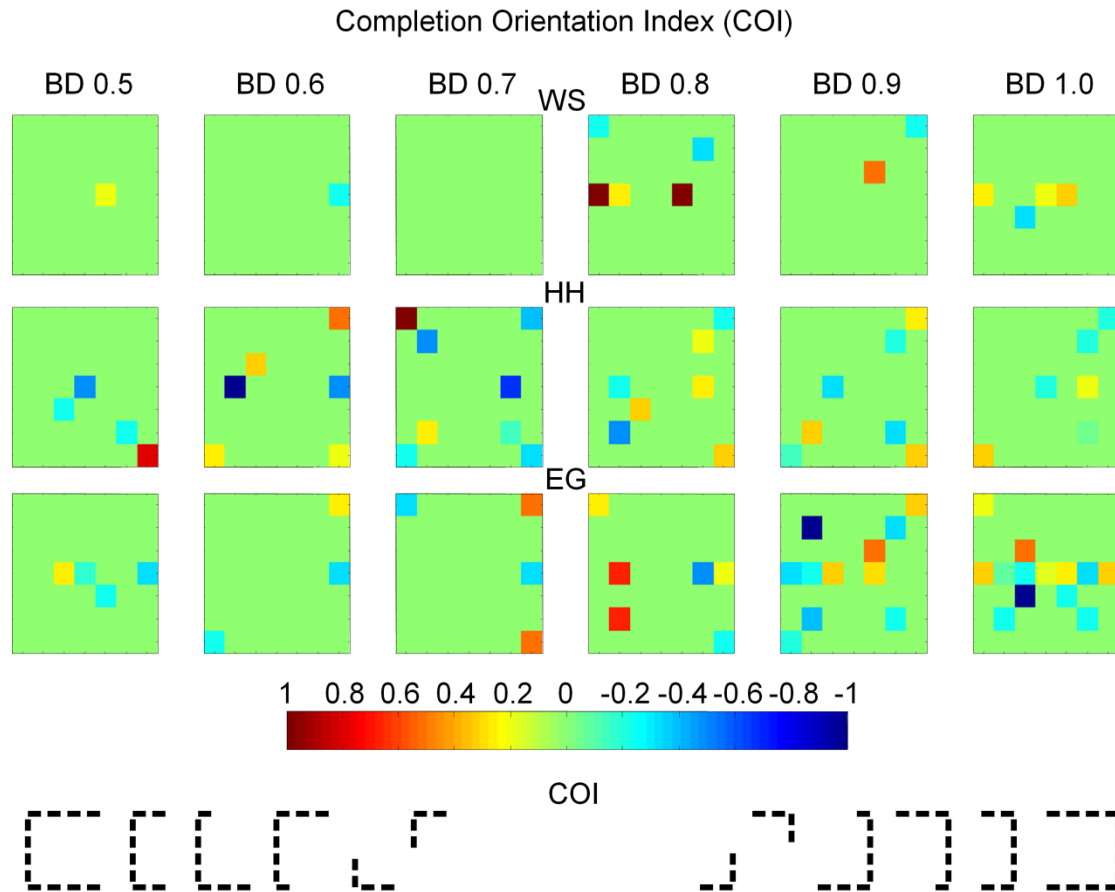 Completion Orientation Index (COI)
BD 0.5 BD 0.6 BD 0.7 BD 0.8 BD 0.9 BD 1.0
WS
HH
EG
1 0.8 0.6 0.4 0.2 0 -0.2 -0.4 -0.6 -0.8 -1
COI